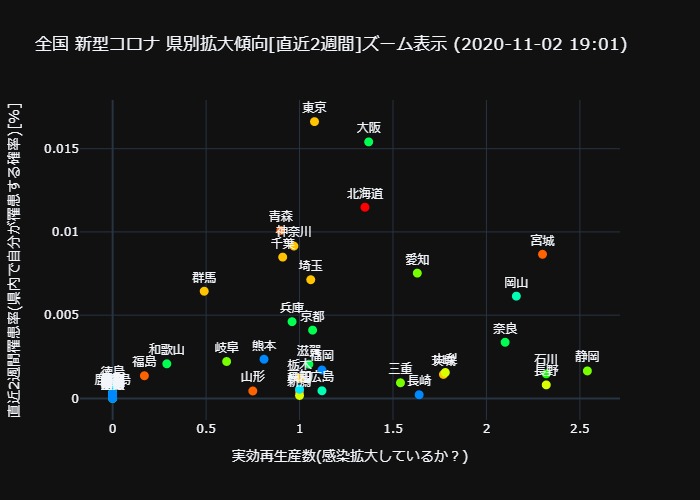 全国 新型コロナ 県別拡大傾向[直近2週間]ズーム表示 (2020-11-02 19:01)
東京
大阪
0.015
北海道
青森
神奈川
0.01
千葉
宮城
愛知
埼玉
群馬
岡山
0.005
兵庫
京都
奈良
岐阜
熊本
和歌山
滋賀
福岡
石川
静岡
福島
栃木
三重
長野
徳島
山形
広島
長崎
0
0
0.5
1
1.5
2
2.5
実効再生産数(感染拡大しているか？)
直近2週間罹患率(県内で自分が罹患する確率)[%]